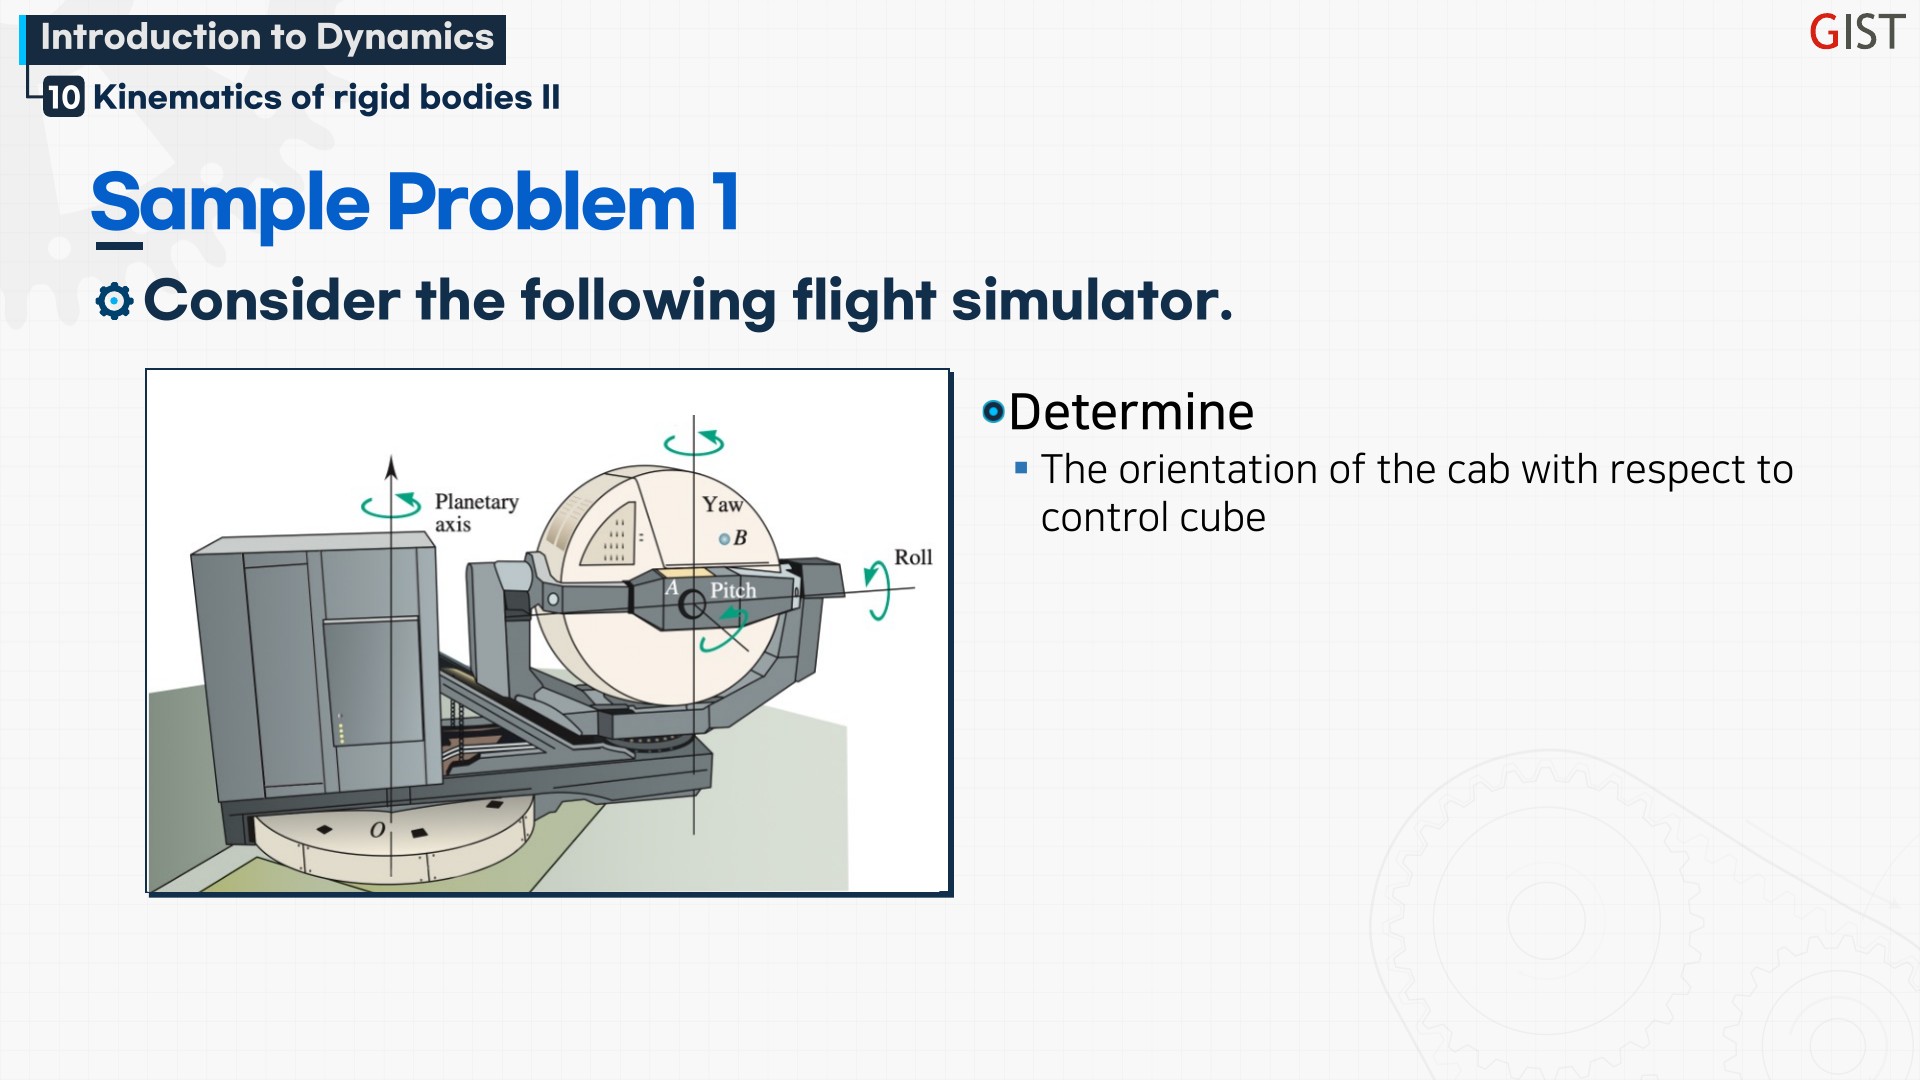 Introduction to Dynamics
GIST
10 Kinematics of rigid bodies II
Sample Problem 1
Consider the following flight simulator.
Determine
The orientation of the cab with respect to
control cube
Planetary
axis
Yaw
B
Roll
A
Pitch
O